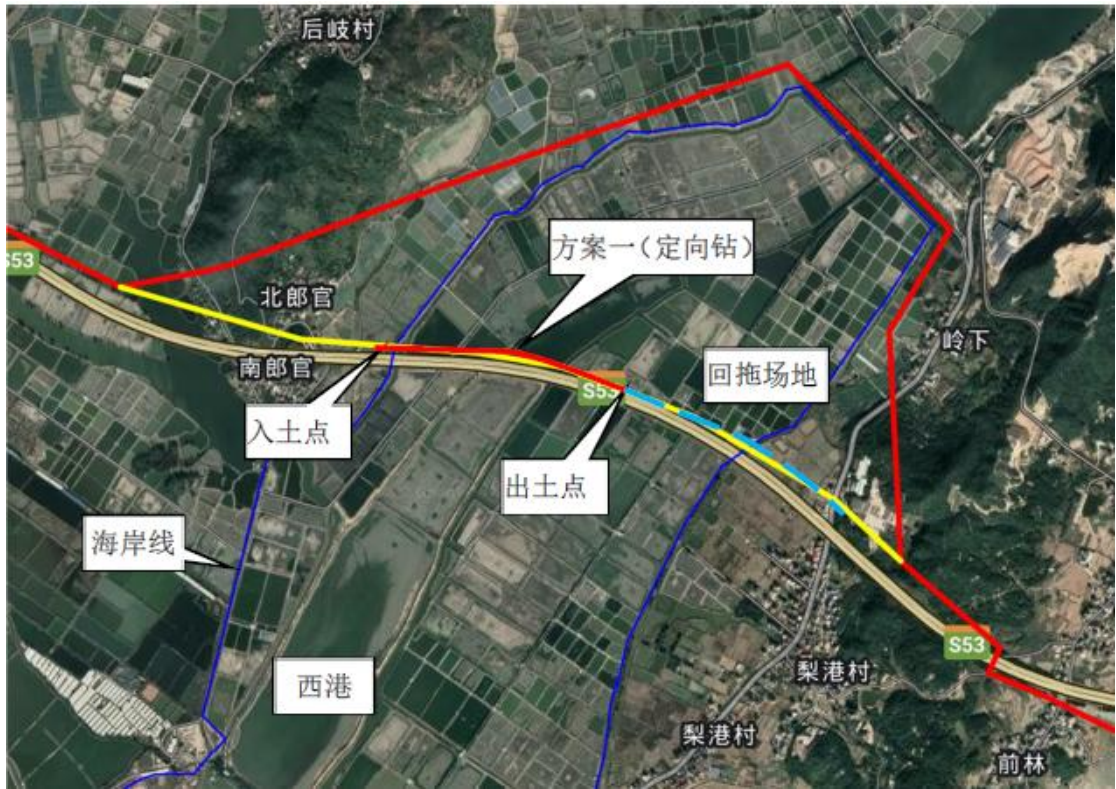 后岐村
方案一（定向钻）
S53
北郎官
岭下
南郎官
回拖场地
S53
入土点
出土点
海岸线
S53
西港
梨港村
梨港村
前林